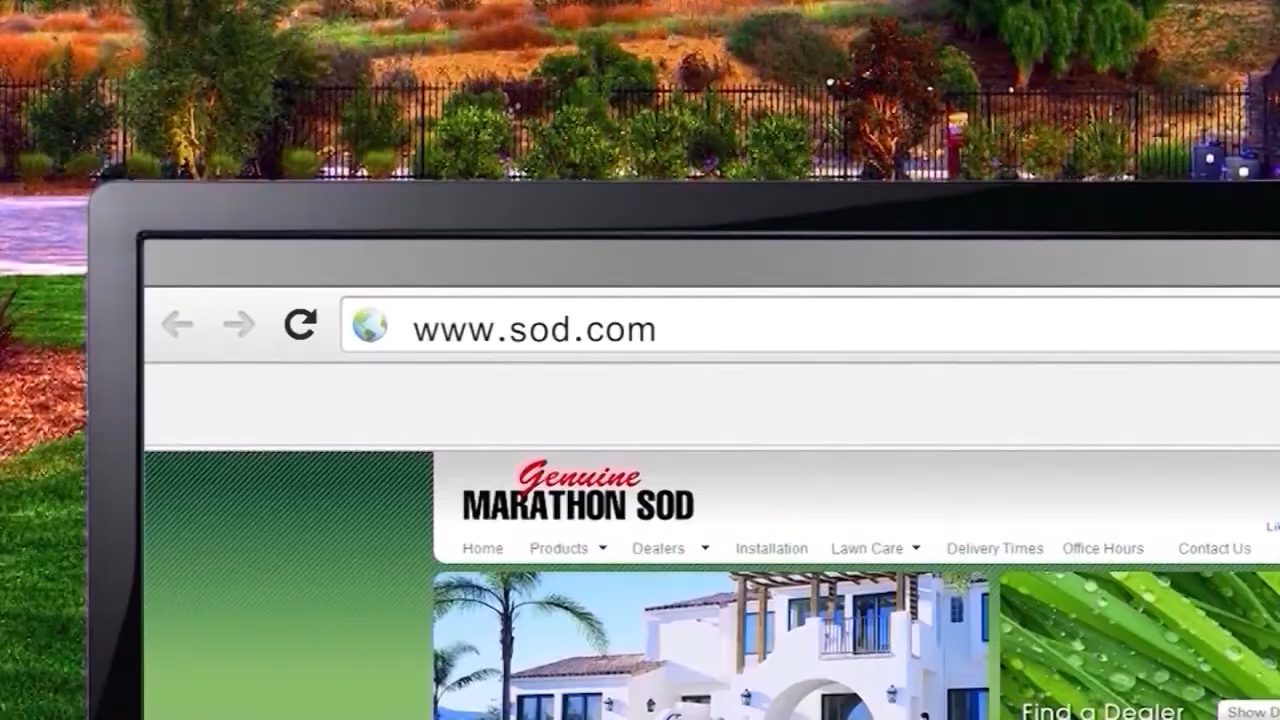 www.sod.com
Genuine
MARATHON SOD
Home Products Dealers Installation Lawn Care Delivery Times Office Hours Contact Us
Find a Dealer
Show